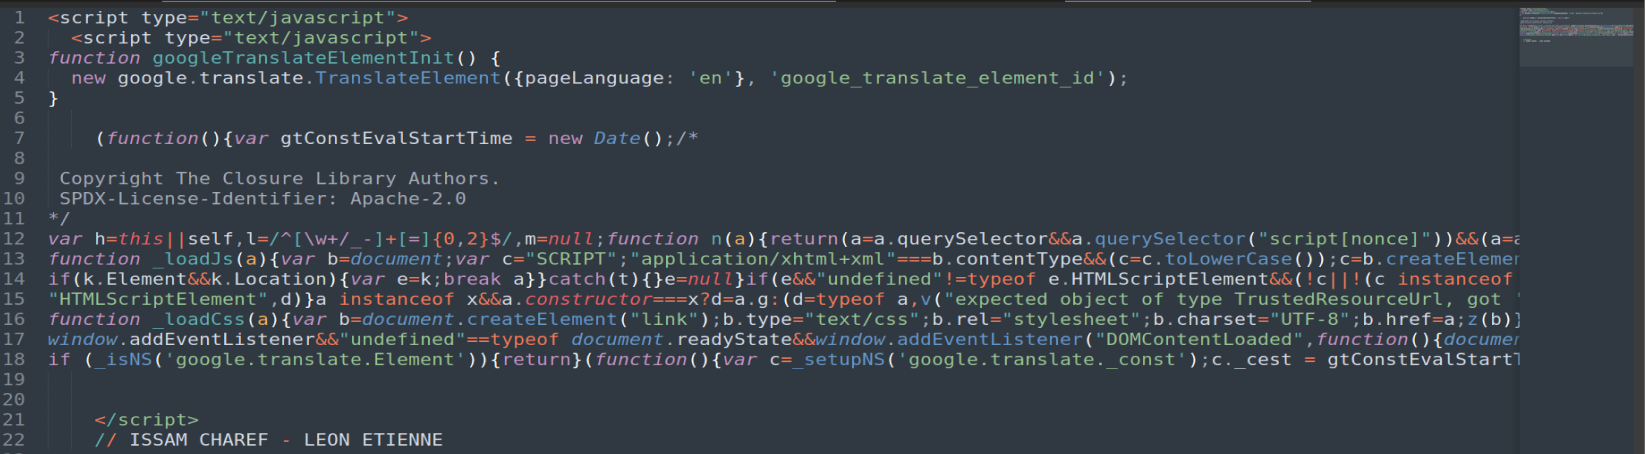 1 <script type="text/javascript">
2 <script type="text/javascript">
3 function googleTranslateElementInit() {
4 new google.translate.TranslateElement({pageLanguage: 'en'}, 'google_translate_element_id');
5 }
6
7 (function(){var gtConstEvalStartTime = new Date();/*
8
9 Copyright The Closure Library Authors.
10 SPDX-License-Identifier: Apache-2.0
11 */
12 var h=this||self,l=/^[\w+/_-]+[=]{0,2}$/,m=null;function n(a){return(a=a.querySelector&&a.querySelector("script[nonce]"))&&(a=a
13 function _loadJs(a){var b=document;var c="SCRIPT";"application/xhtml+xml"===b.contentType&&(c=c.toLowerCase());c=b.createElemen
14 if(k.Element&&k.Location){var e=k;break a}}catch(t){}e=null}if(e&&"undefined"!=typeof e.HTMLScriptElement&&(!c||!(c instanceof
15 "HTMLScriptElement",d)}a instanceof x&&a.constructor===x?d=a.g:(d=typeof a,v("expected object of type TrustedResourceUrl, got '
16 function _loadCss(a){var b=document.createElement("link");b.type="text/css";b.rel="stylesheet";b.charset="UTF-8";b.href=a;z(b)}
17 window.addEventListener&&"undefined"==typeof document.readyState&&window.addEventListener("DOMContentLoaded",function(){documen
18 if (_isNS('google.translate.Element')){return}(function(){var c=_setupNS('google.translate._const');c._cest = gtConstEvalStartT
19
20
21 </script>
22 // ISSAM CHAREF - LEON ETIENNE